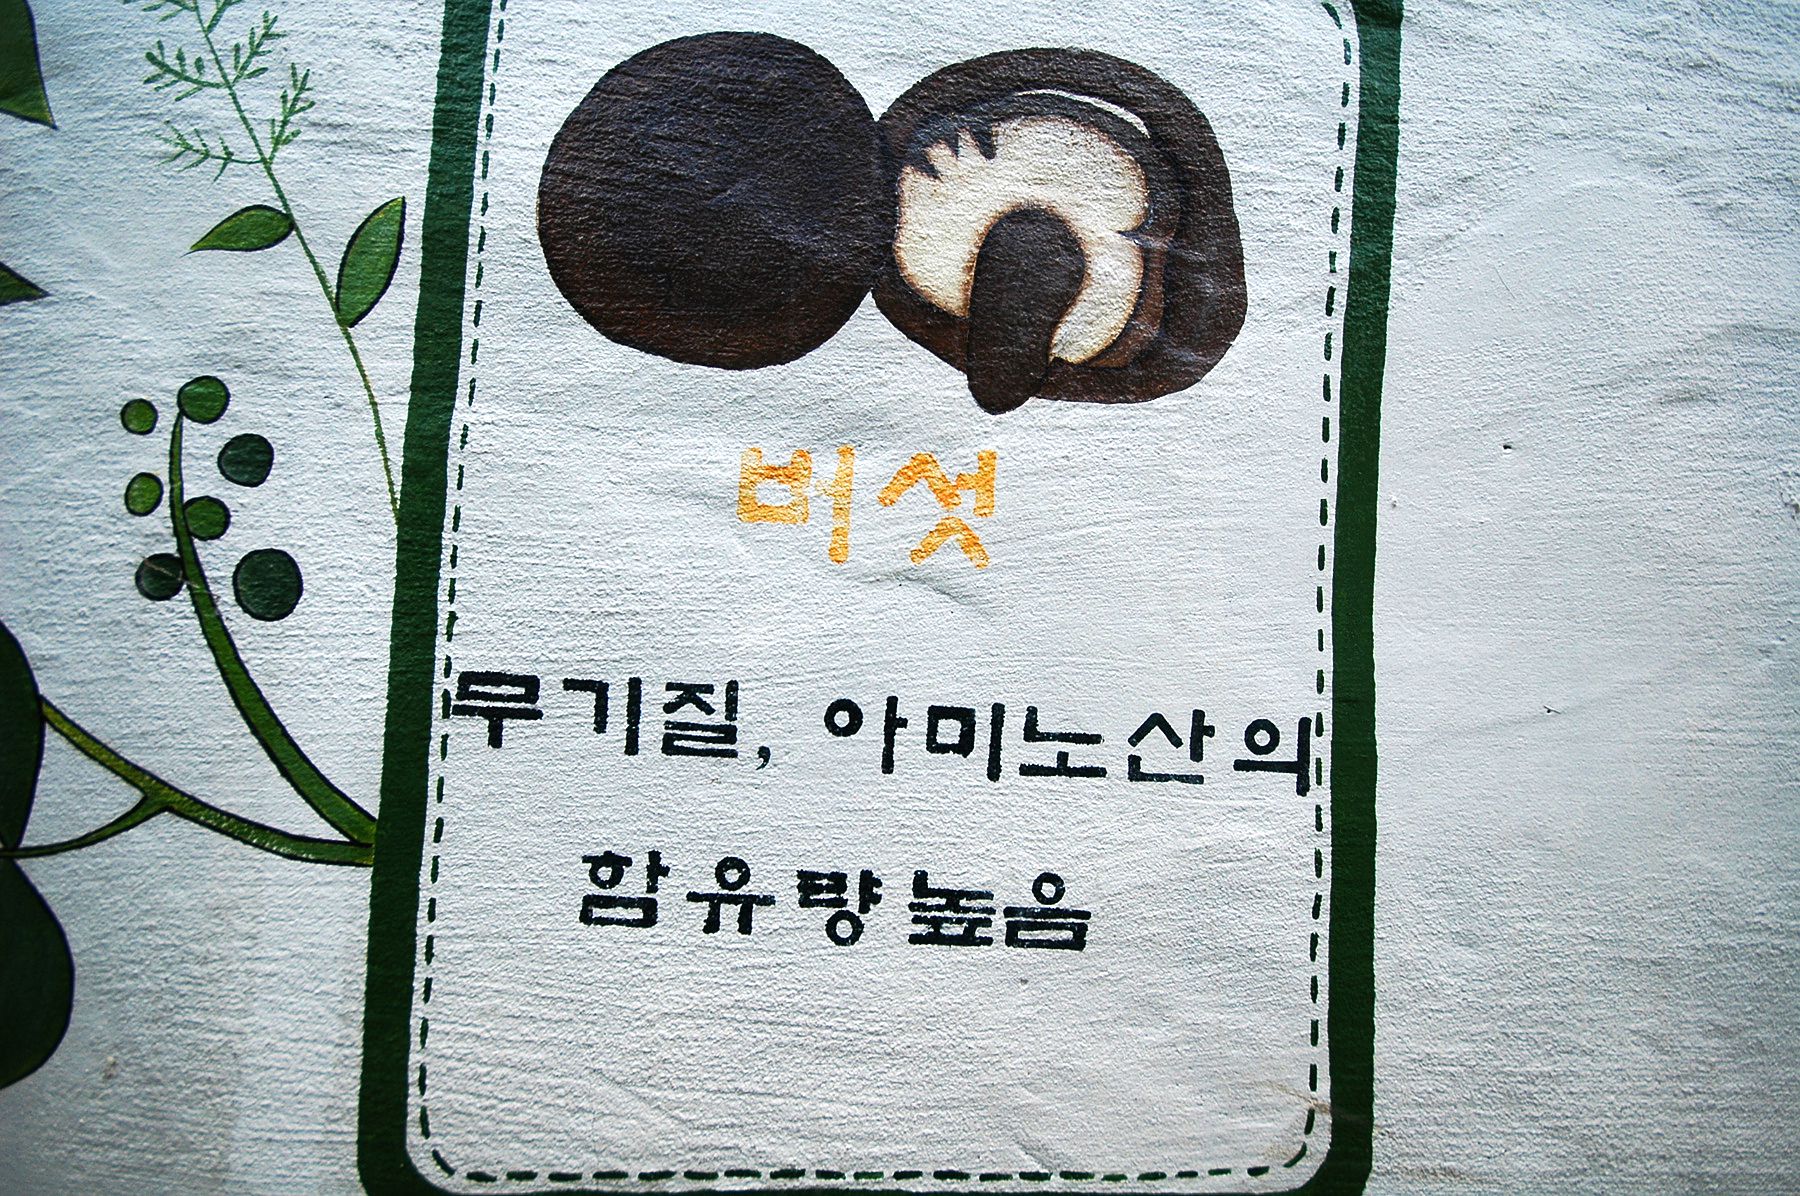 버섯
무기질, 아미노산의
함유량높음